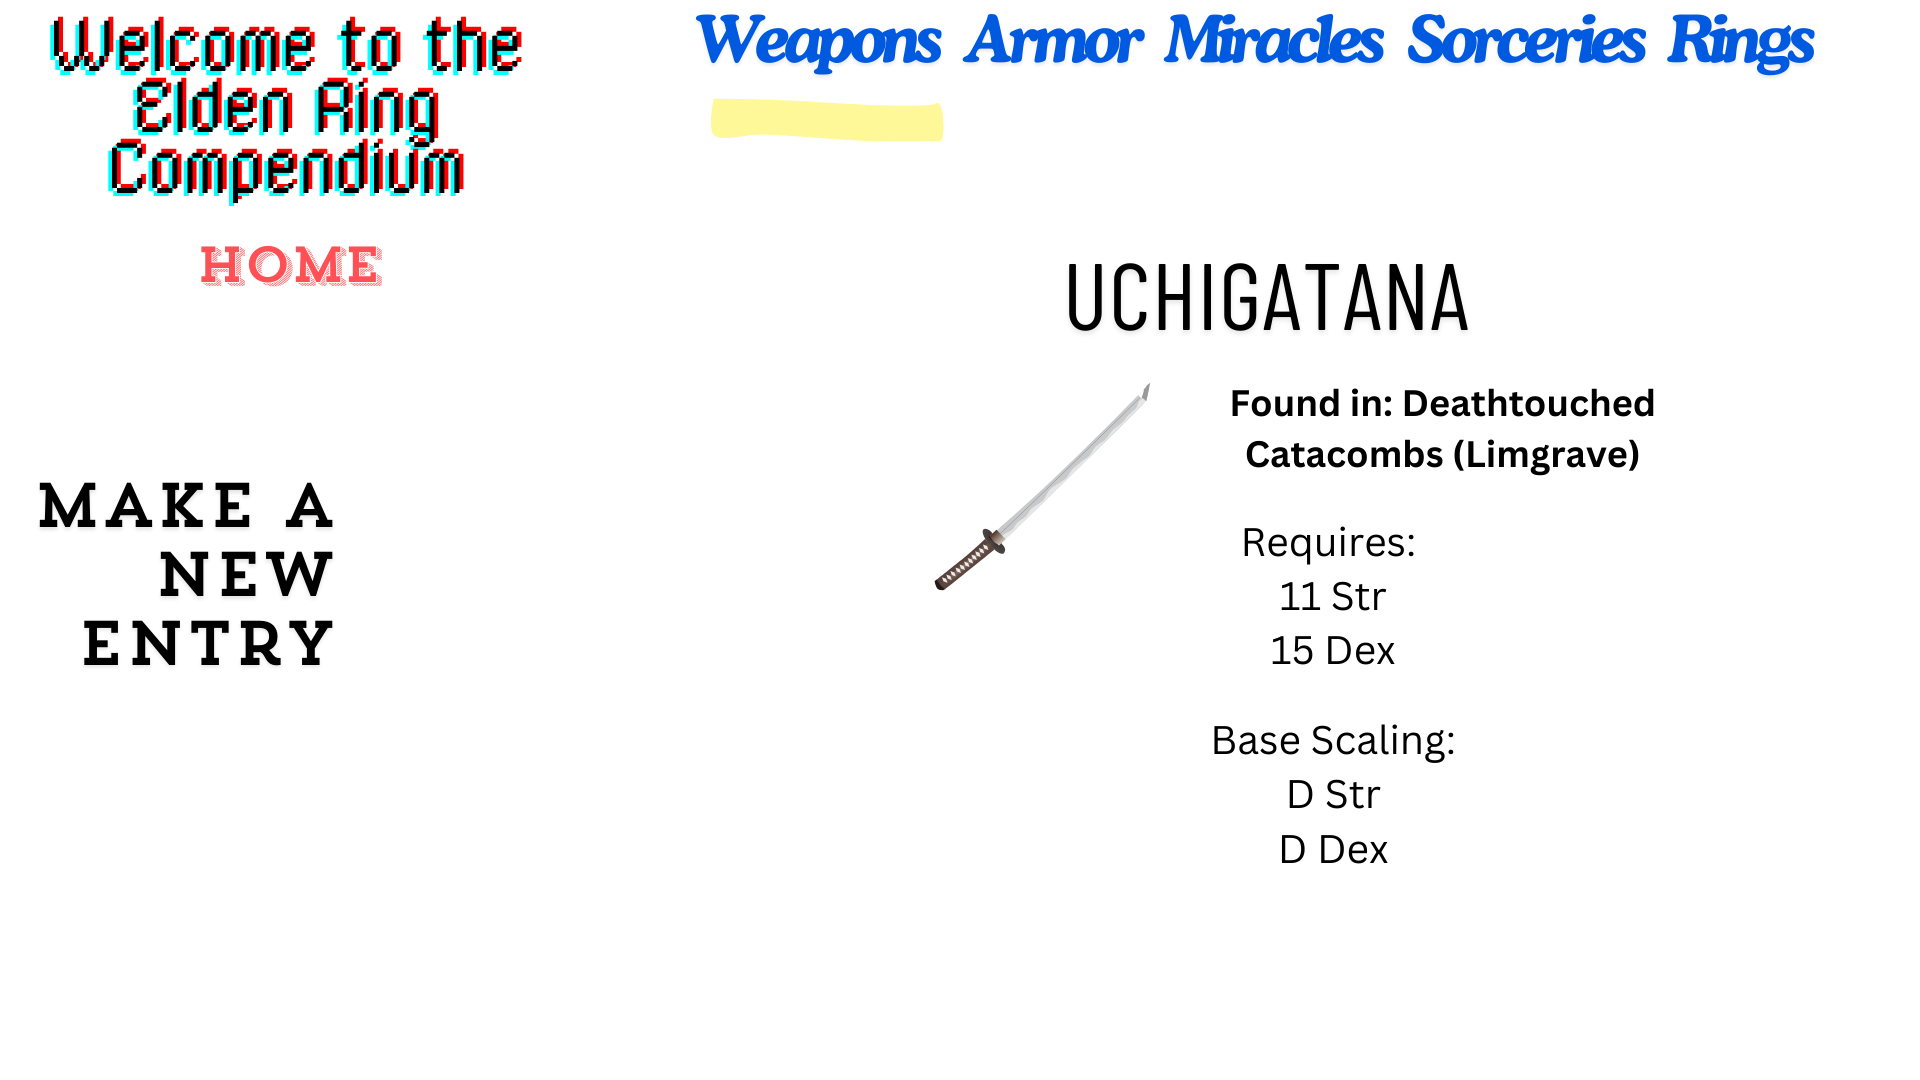 Welcome to the
Elden Ring
Compendium
HOME
MAKE A
NEW
ENTRY
Weapons Armor Miracles Sorceries Rings
UCHIGATANA
Found in: Deathtouched
Catacombs (Limgrave)
Requires:
11 Str
15 Dex
Base Scaling:
D Str
D Dex